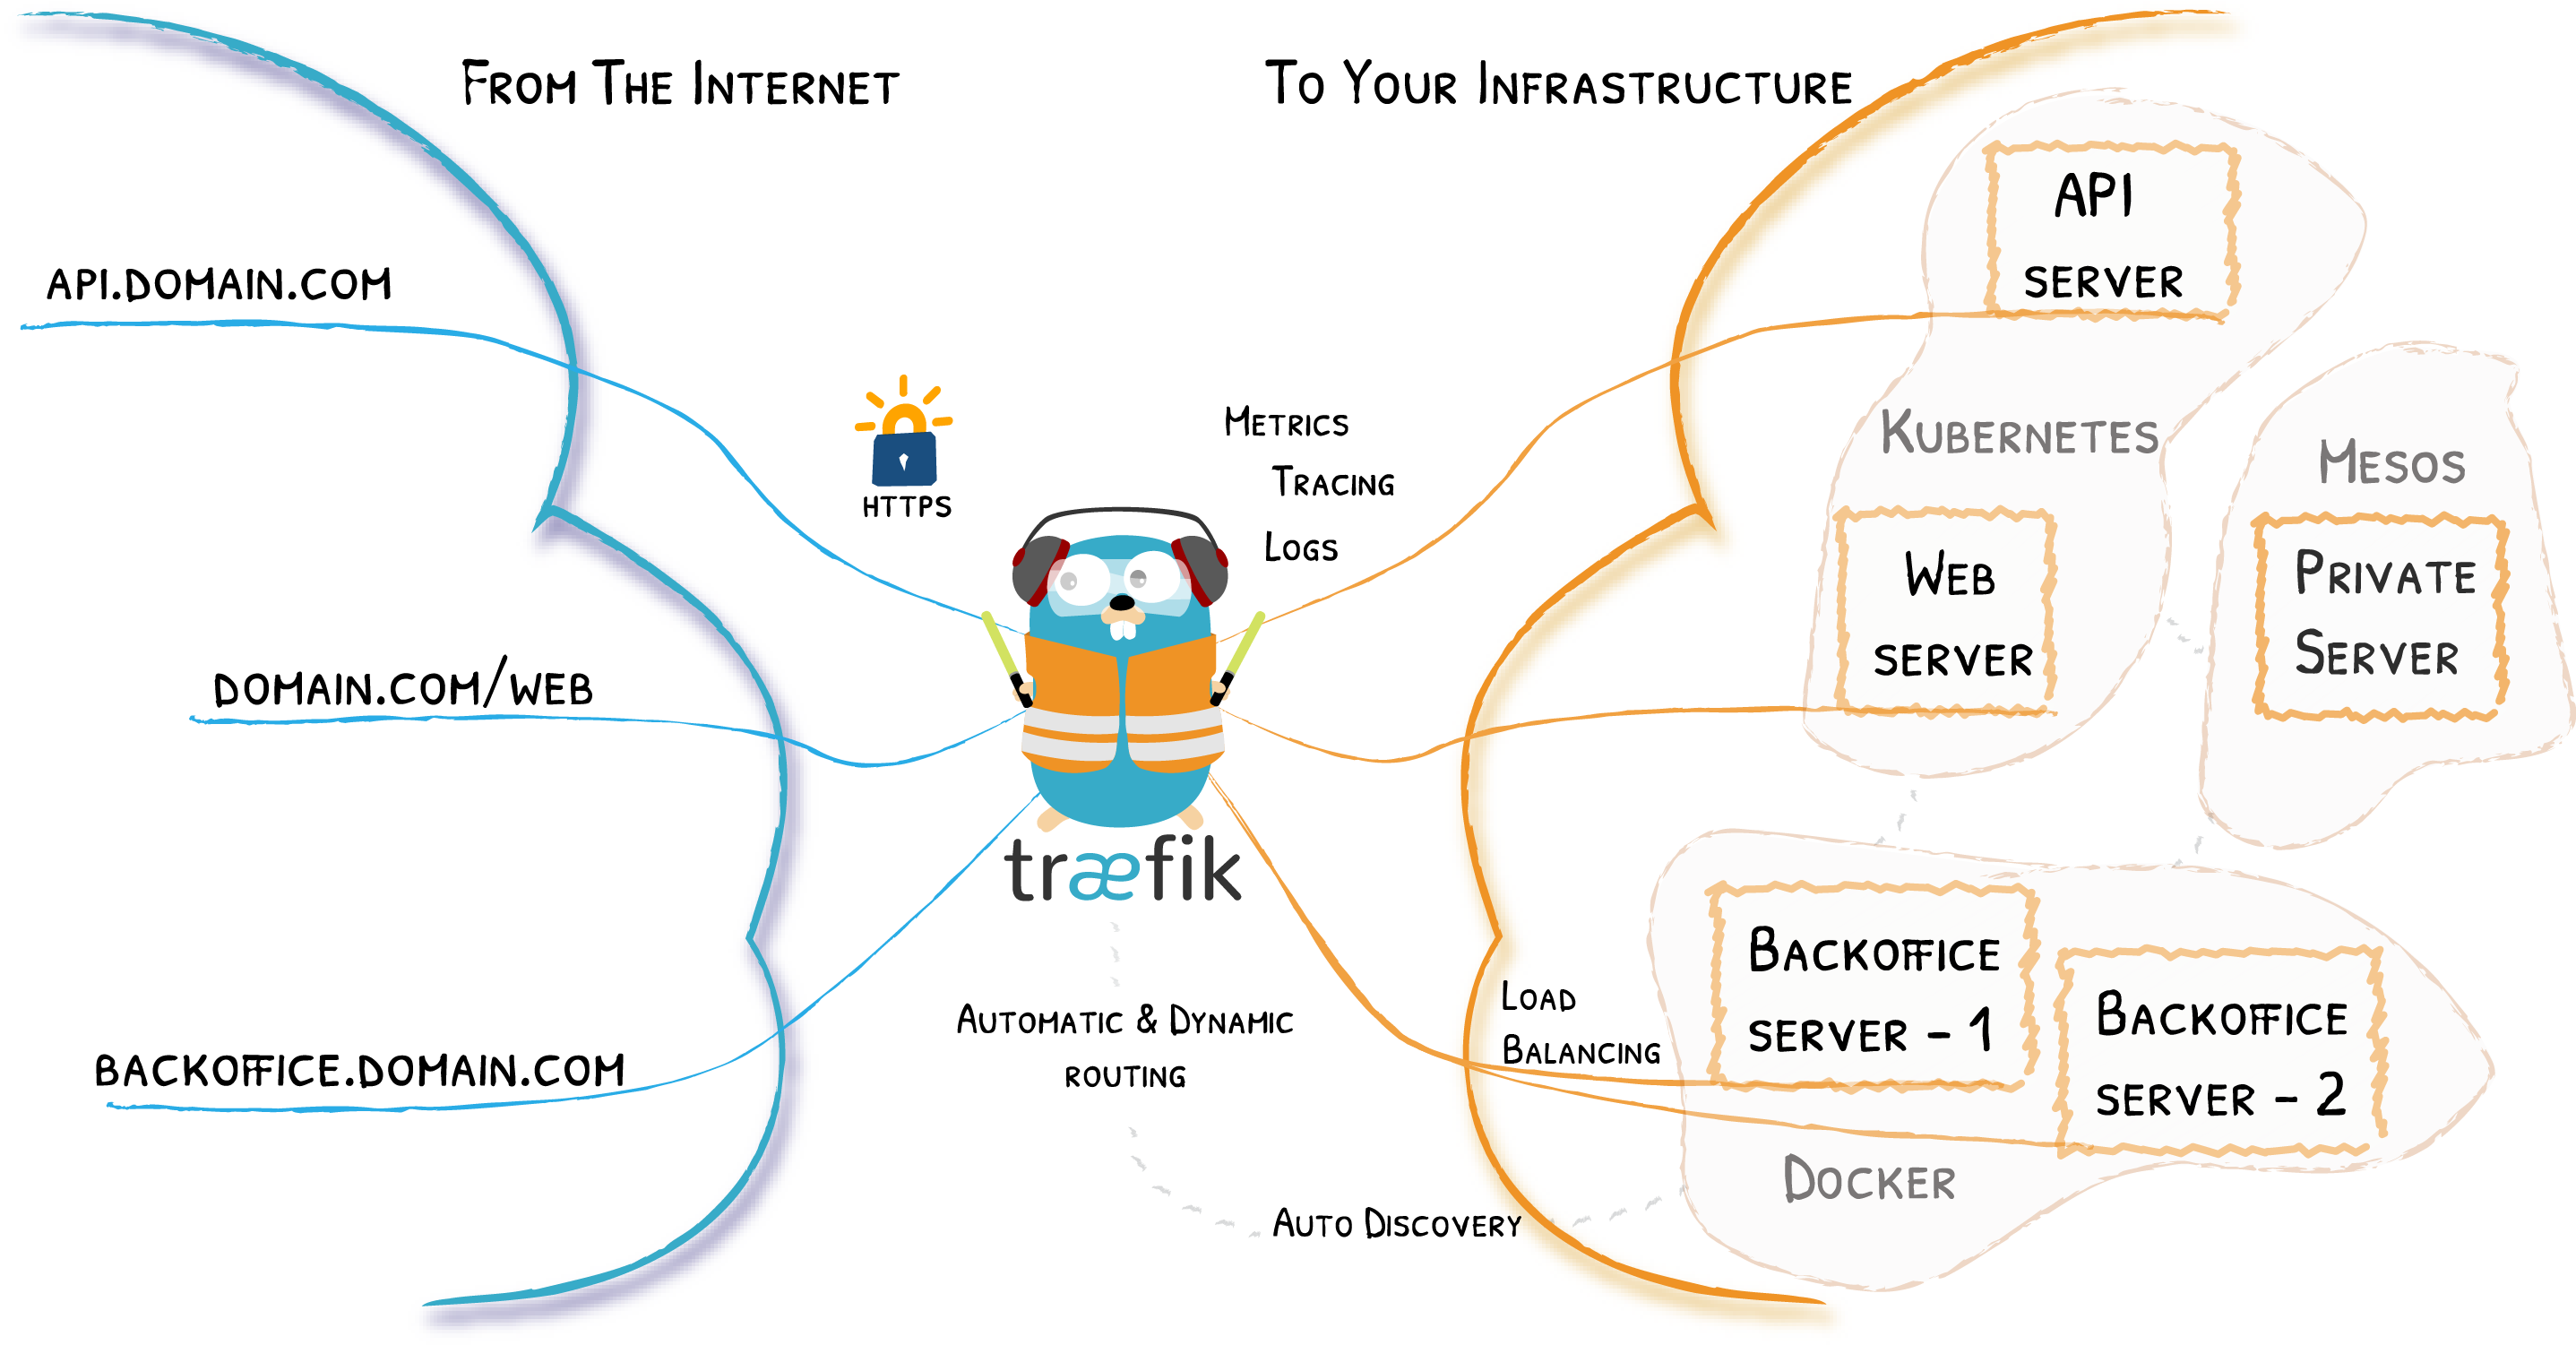 From The Internet
To Your Infrastructure
API
server
api.domain.com
Metrics
Tracing
Logs
HTTPS
Kubernetes
Mesos
Web
server
Private
Server
domain.com/web
træfik
Backoffice
server - 1
Backoffice
server - 2
Load
Balancing
Automatic & Dynamic
routing
backoffice.domain.com
Docker
Auto Discovery